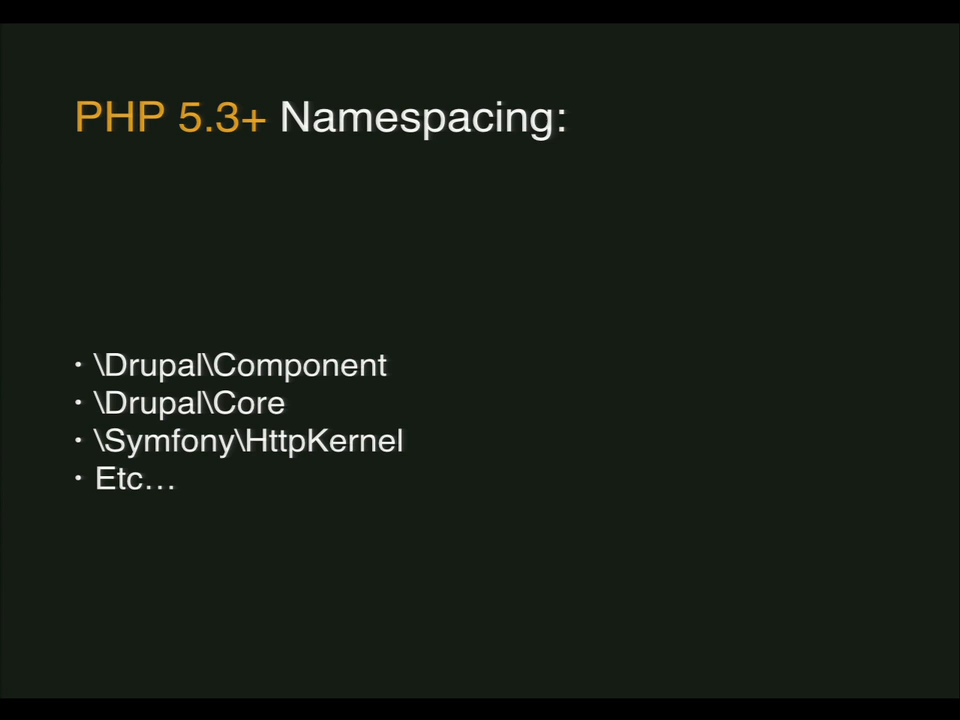 PHP 5.3+ Namespacing:
· \Drupal\Component
· \Drupal\Core
· \Symfony\HttpKernel
· Etc…